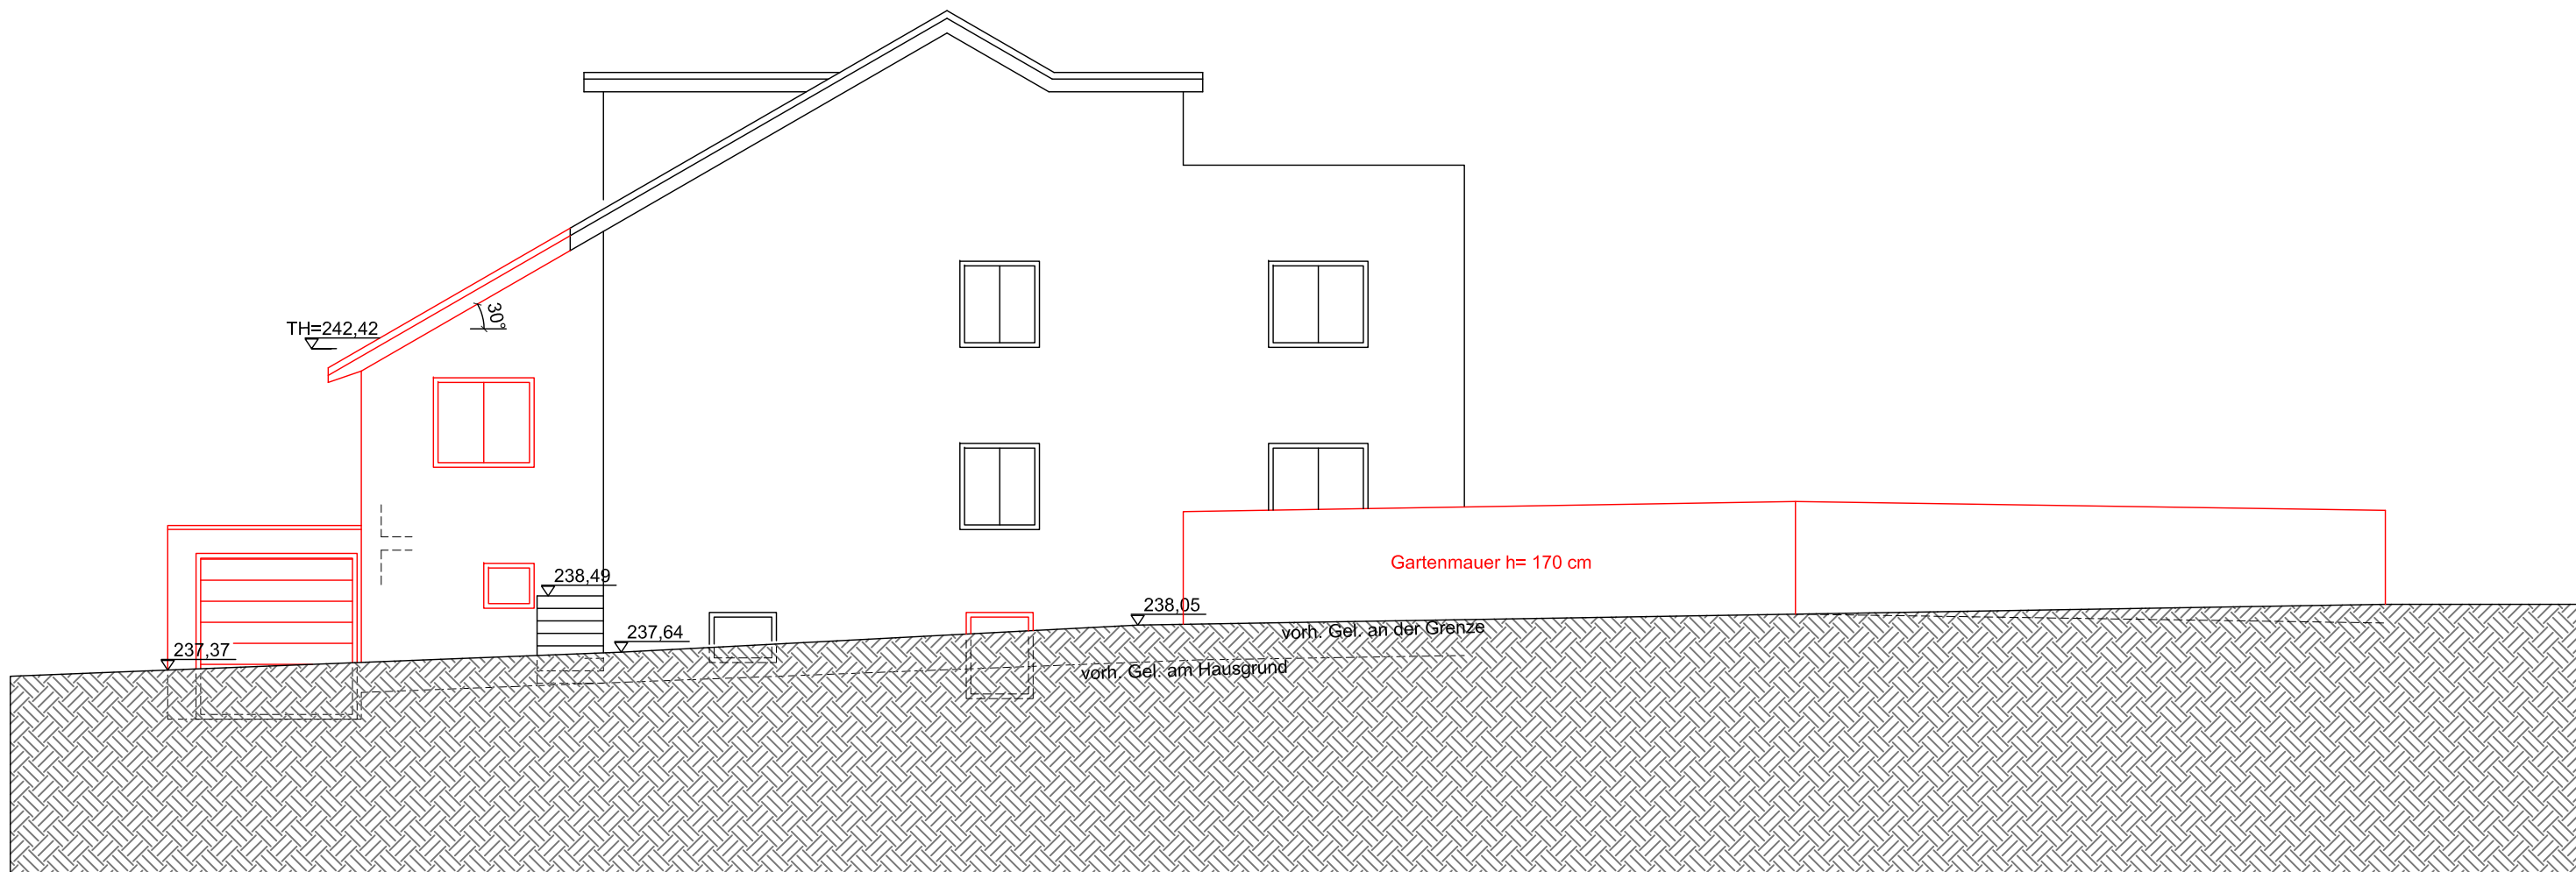 30°
TH=242,42
Gartenmauer h= 170 cm
238,49
238,05
237,64
vorh. Gel. an der Grenze
237,37
vorh. Gel. am Hausgrund